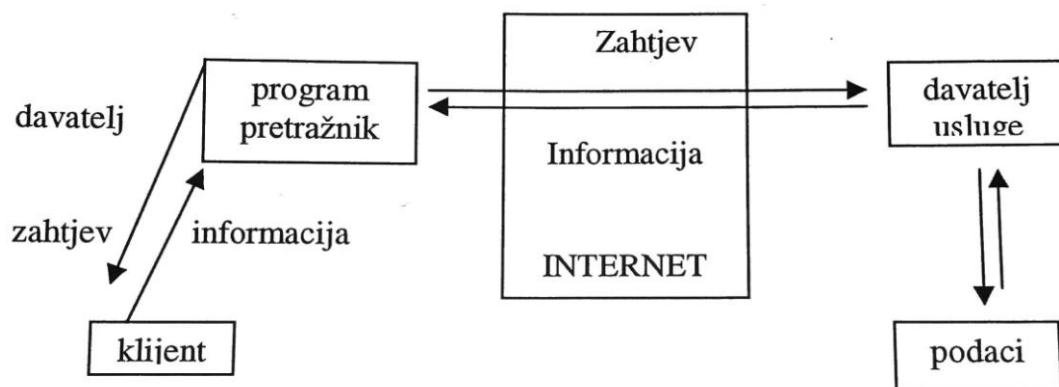 davatelj
zahtjev
program
pretražnik
informacija
klijent
Zahtjev
Informacija
INTERNET
davatelj
usluge
podaci